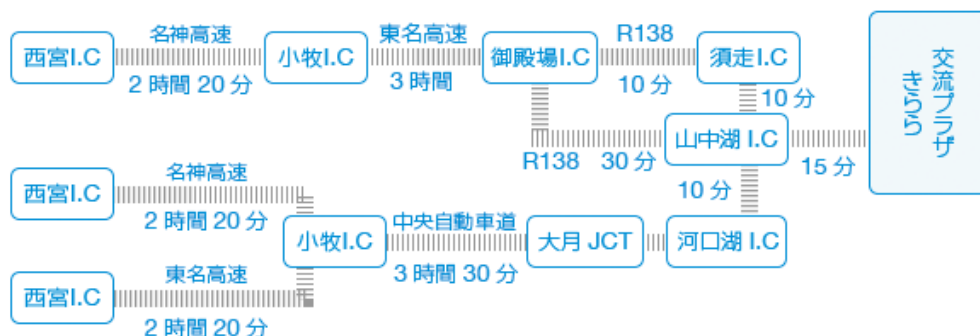 西宮I.C
名神高速
2 時間 20 分
小牧I.C
東名高速
3 時間
御殿場I.C
R138
10 分
須走I.C
10 分
R138 30 分
山中湖 I.C
15 分
交流プラザ
きらら
西宮I.C
名神高速
2 時間 20 分
西宮I.C
東名高速
2 時間 20 分
小牧I.C
中央自動車道
3 時間 30 分
大月 JCT
河口湖 I.C
10 分